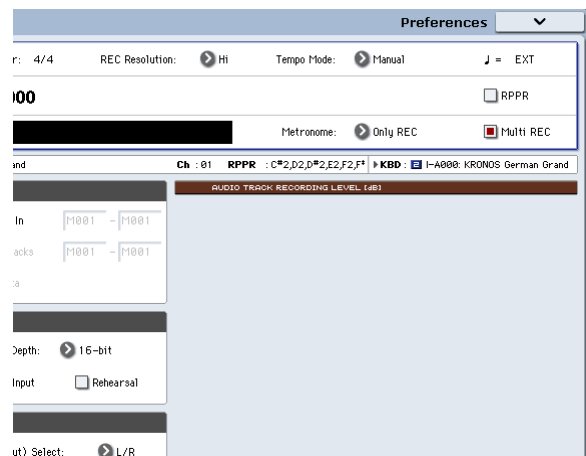 Preferences
r: 4/4 REC Resolution: Hi Tempo Mode: Manual ♩ = EXT
000 RPPR
Metronome: Only REC Multi REC
and Ch : 01 RPPR : C#2,D2,D#2,E2,F2,F# KBD : I-A000: KRONOS German Grand
AUDIO TRACK RECORDING LEVEL [dB]
In M001 - M001
acks M001 - M001
ta
Depth: 16-bit
Input Rehearsal
ut) Select: L/R